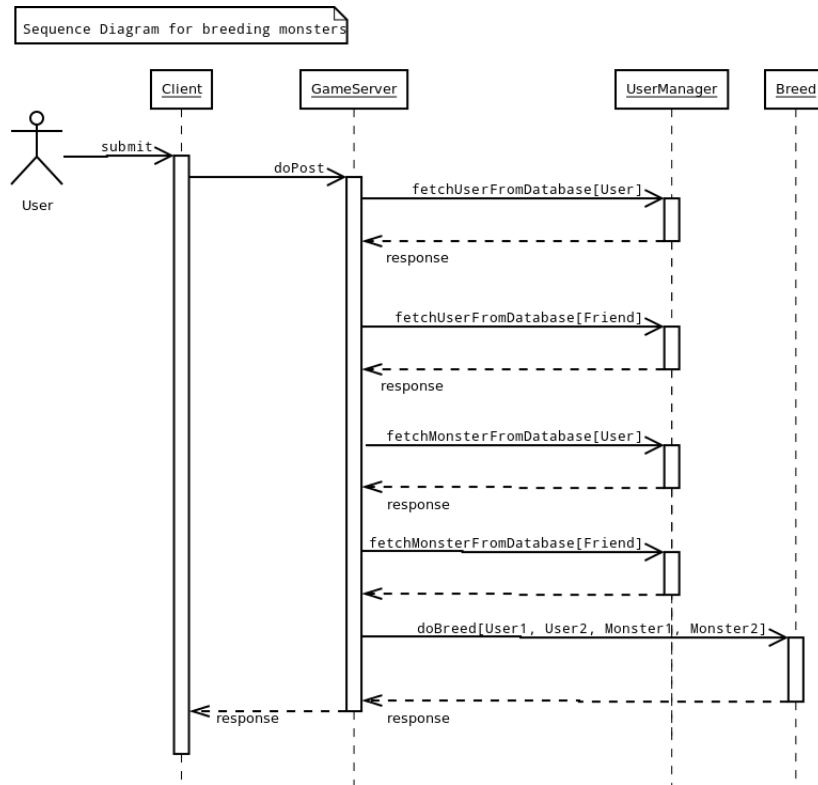 Sequence Diagram for breeding monsters
Client
GameServer
UserManager
Breed
submit
User
doPost
fetchUserFromDatabase[User]
response
fetchUserFromDatabase[Friend]
response
fetchMonsterFromDatabase[User]
response
fetchMonsterFromDatabase[Friend]
doBreed[User1, User2, Monster1, Monster2]
response
response